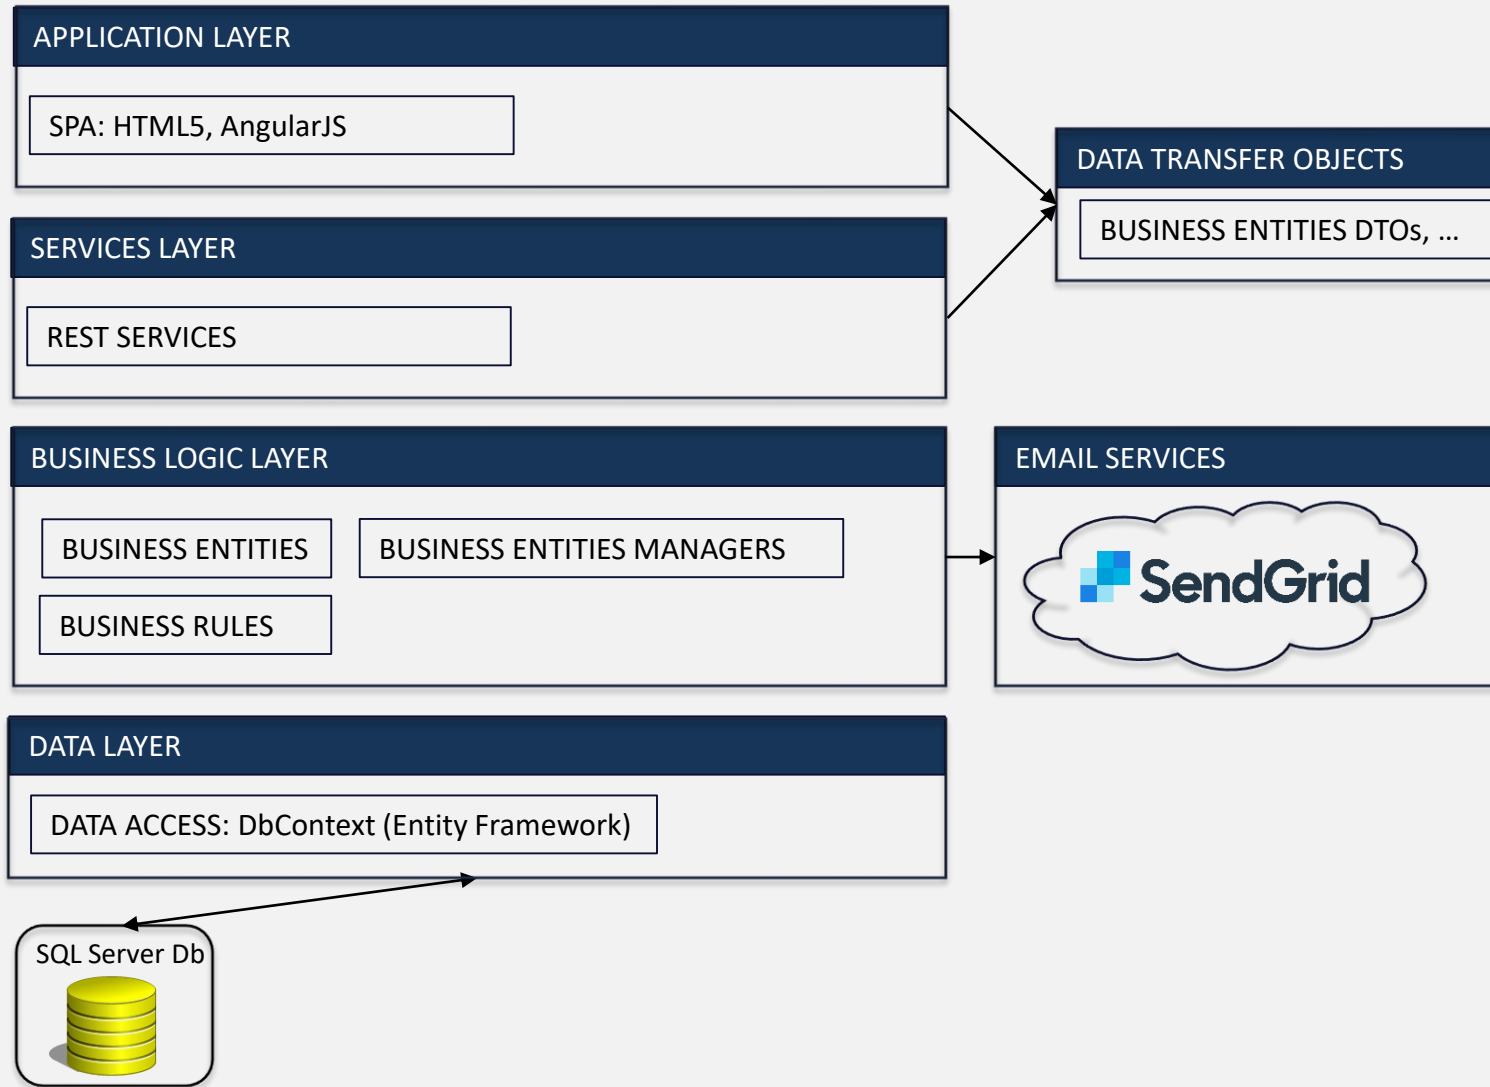 APPLICATION LAYER
SPA: HTML5, AngularJS
DATA TRANSFER OBJECTS
BUSINESS ENTITIES DTOs, ...
SERVICES LAYER
REST SERVICES
BUSINESS LOGIC LAYER
BUSINESS ENTITIES
BUSINESS ENTITIES MANAGERS
BUSINESS RULES
EMAIL SERVICES
SendGrid
DATA LAYER
DATA ACCESS: DbContext (Entity Framework)
SQL Server Db